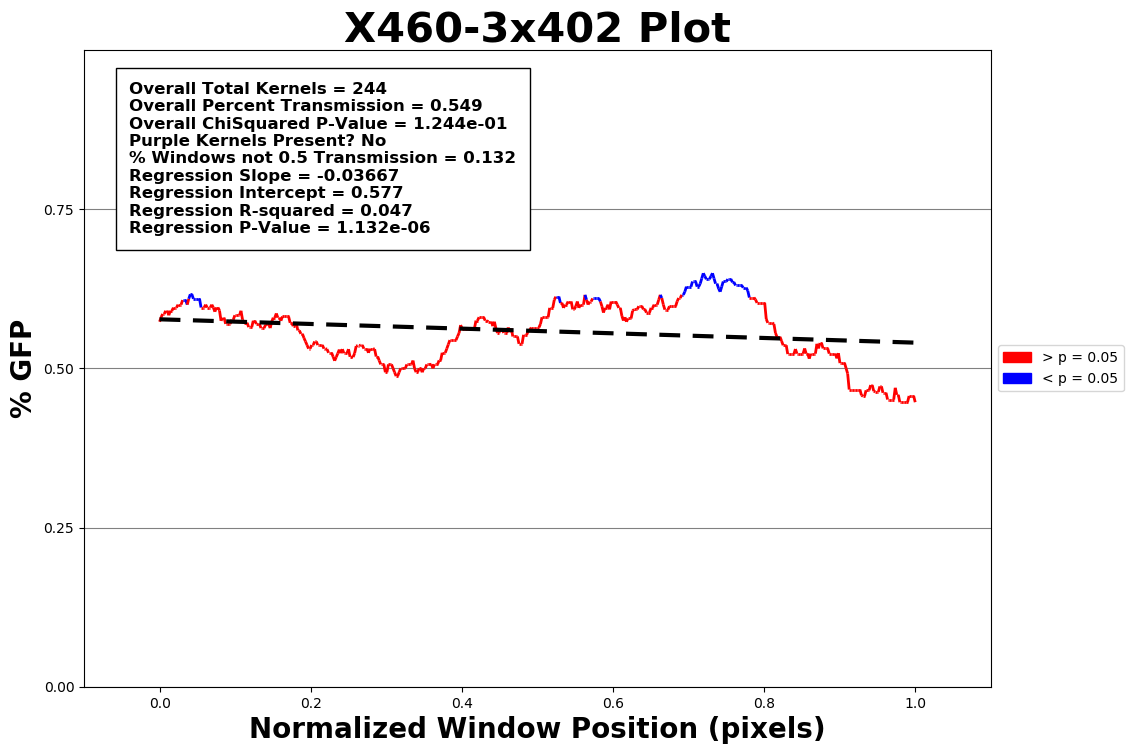 X460-3x402 Plot
Overall Total Kernels = 244
Overall Percent Transmission = 0.549
Overall ChiSquared P-Value = 1.244e-01
Purple Kernels Present? No
% Windows not 0.5 Transmission = 0.132
Regression Slope = -0.03667
Regression Intercept = 0.577
Regression R-squared = 0.047
Regression P-Value = 1.132e-06
% GFP
0.75
0.50
0.25
0.00
> p = 0.05
< p = 0.05
0.0 0.2 0.4 0.6 0.8 1.0
Normalized Window Position (pixels)